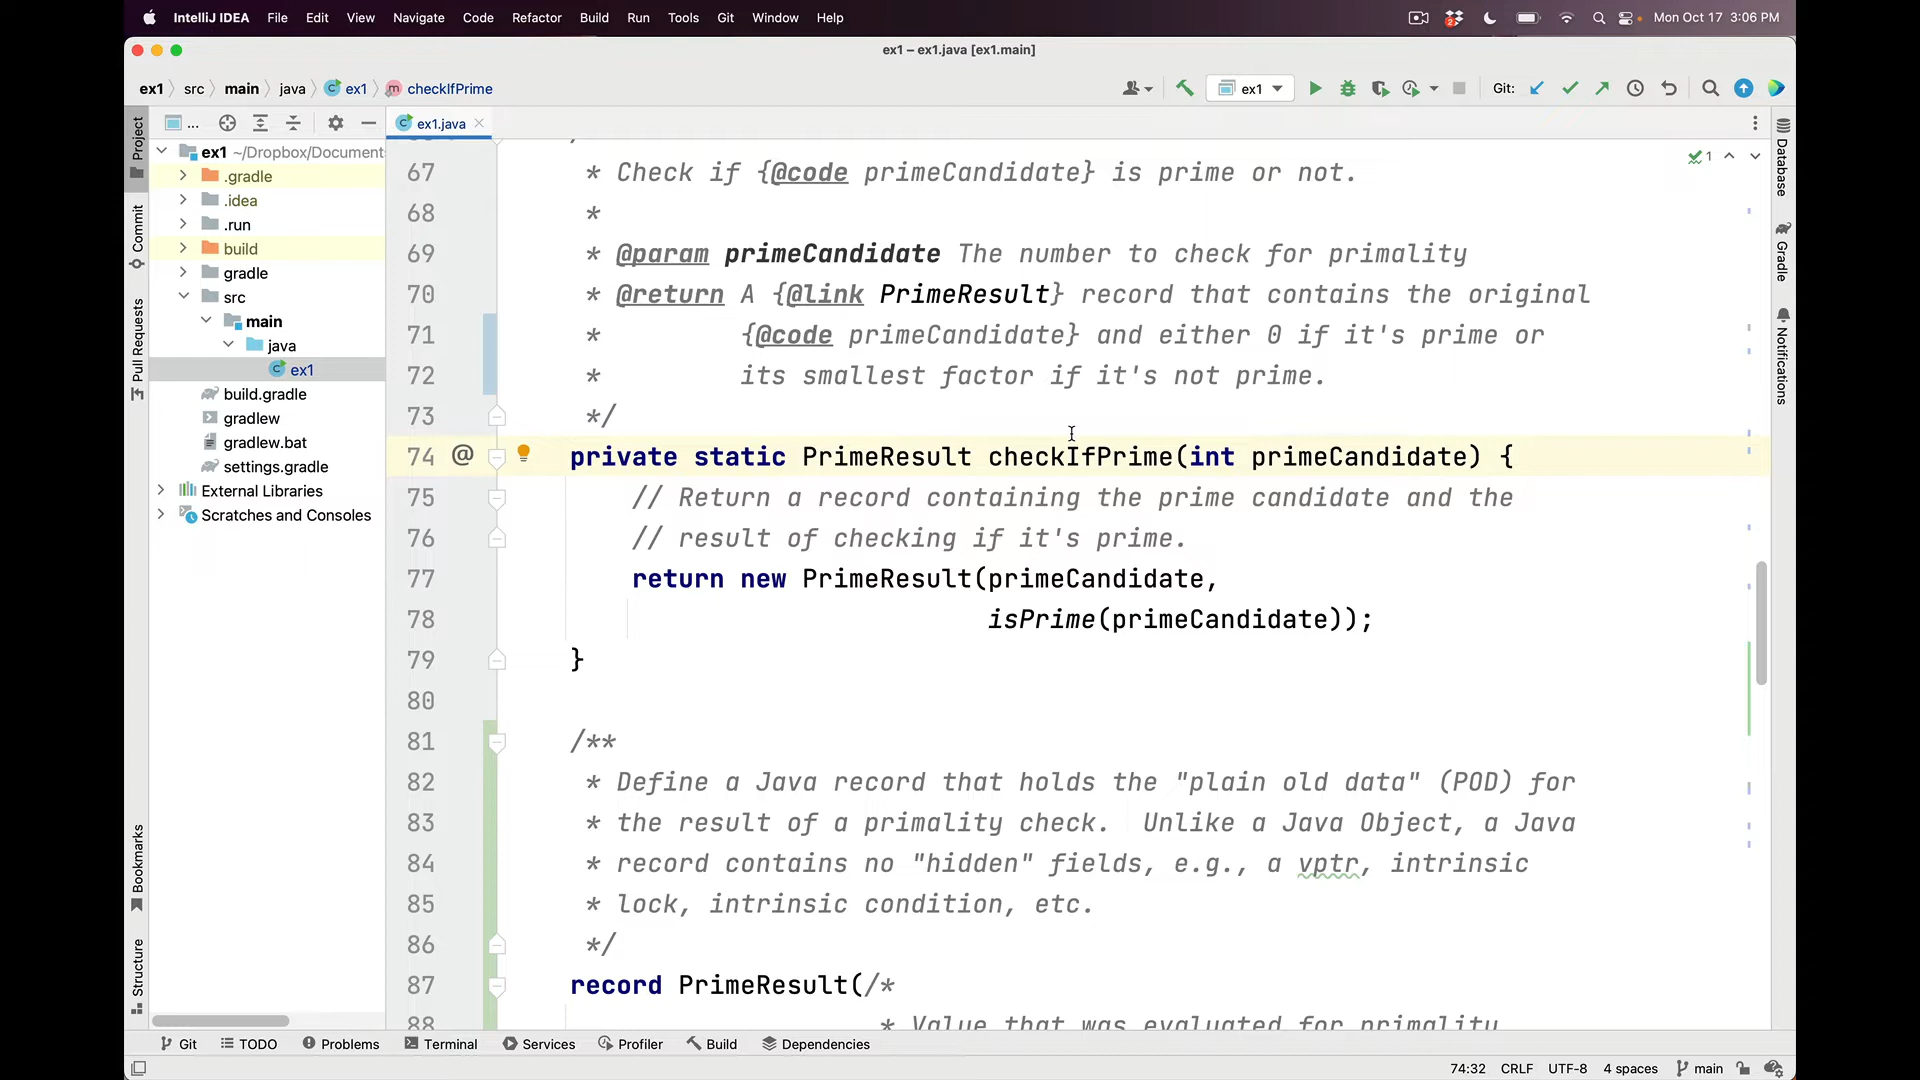 IntelliJ IDEA File Edit View Navigate Code Refactor Build Run Tools Git Window Help 2 Mon Oct 17 3:06 PM
ex1 – ex1.java [ex1.main]
ex1 src main java ex1 checkIfPrime ex1 Git:
... ex1.java
Project
Commit
Pull Requests
Bookmarks
Structure
ex1 ~/Dropbox/Document
.gradle
.idea
.run
build
gradle
src
main
java
ex1
build.gradle
gradlew
gradlew.bat
settings.gradle
External Libraries
Scratches and Consoles
1
67 * Check if {@code primeCandidate} is prime or not.
68 *
69 * @param primeCandidate The number to check for primality
70 * @return A {@link PrimeResult} record that contains the original
71 * {@code primeCandidate} and either 0 if it's prime or
72 * its smallest factor if it's not prime.
73 */
74 @ private static PrimeResult checkIfPrime(int primeCandidate) {
75 // Return a record containing the prime candidate and the
76 // result of checking if it's prime.
77 return new PrimeResult(primeCandidate,
78 isPrime(primeCandidate));
79 }
80
81 /**
82 * Define a Java record that holds the "plain old data" (POD) for
83 * the result of a primality check. Unlike a Java Object, a Java
84 * record contains no "hidden" fields, e.g., a vptr, intrinsic
85 * lock, intrinsic condition, etc.
86 */
87 record PrimeResult(/*
88 * Value that was evaluated for primality
Database
Gradle
Notifications
Git TODO Problems Terminal Services Profiler Build Dependencies
74:32 CRLF UTF-8 4 spaces main